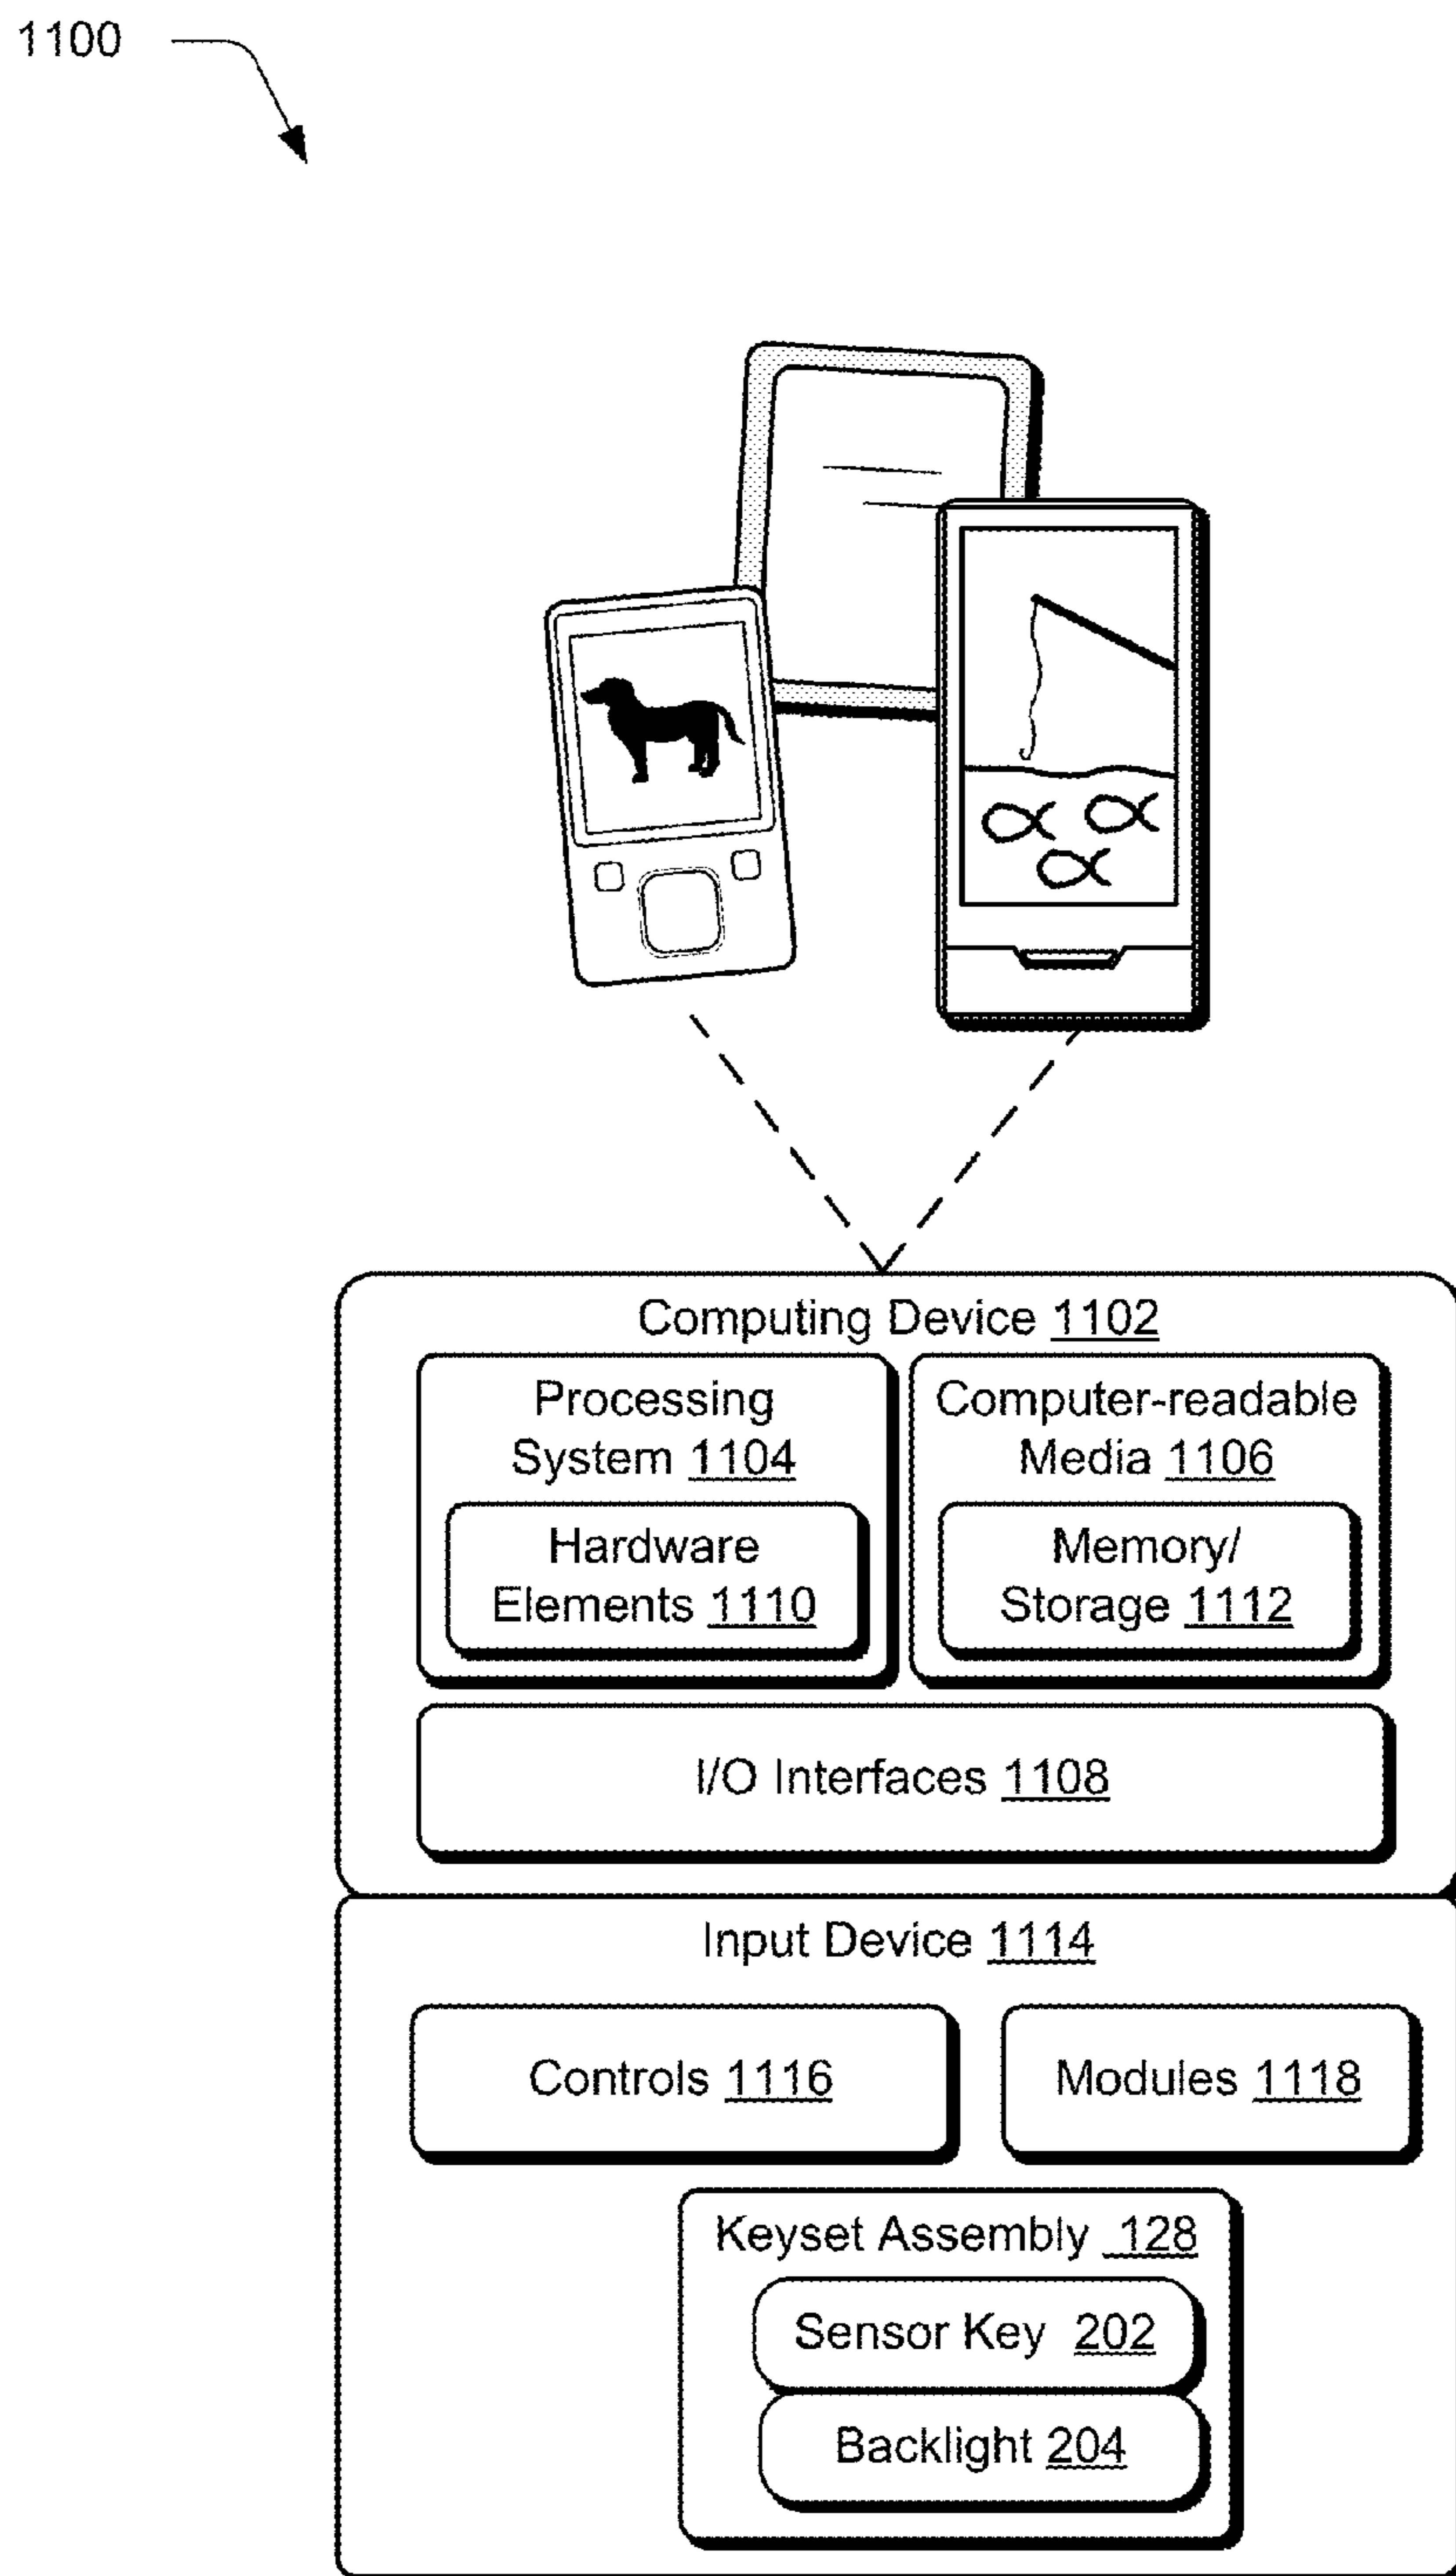 1100
Computing Device 1102
Processing
System 1104
Computer-readable
Media 1106
Hardware
Elements 1110
Memory/
Storage 1112
I/O Interfaces 1108
Input Device 1114
Controls 1116
Modules 1118
Keyset Assembly 128
Sensor Key 202
Backlight 204